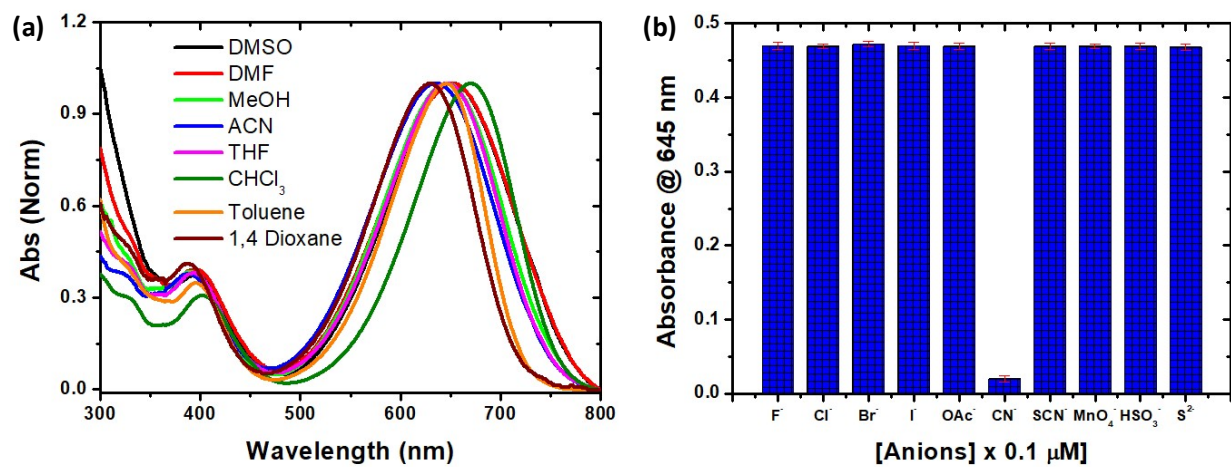 (a)
Abs (Norm)
1.2
0.9
0.6
0.3
0.0
DMSO
DMF
MeOH
ACN
THF
CHCl₃
Toluene
1,4 Dioxane
300 400 500 600 700 800
Wavelength (nm)
(b)
Absorbance @ 645 nm
0.5
0.4
0.3
0.2
0.1
0.0
F⁻ Cl⁻ Br⁻ I⁻ OAc⁻ CN⁻ SCN⁻ MnO₄⁻ HSO₃⁻ S²⁻
[Anions] x 0.1 μM]